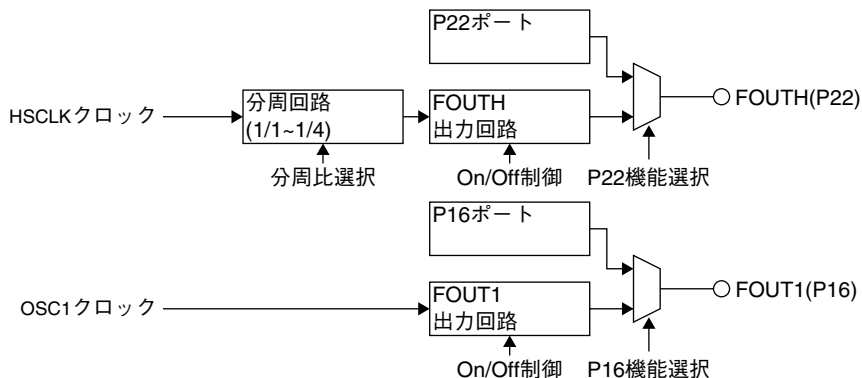 P22ポート
HSCLKクロック
分周回路
(1/1~1/4)
FOUTH
出力回路
FOUTH(P22)
分周比選択
On/Off制御
P22機能選択
P16ポート
OSC1クロック
FOUT1
出力回路
FOUT1(P16)
On/Off制御
P16機能選択